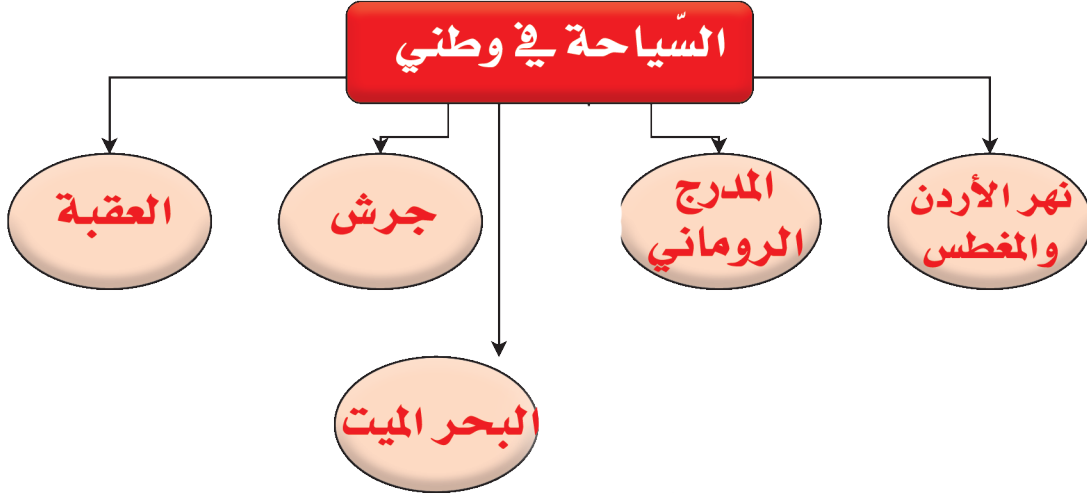 السّياحة في وطني
نهر الأردن
والمغطس
المدرج
الروماني
جرش
العقبة
البحر الميت